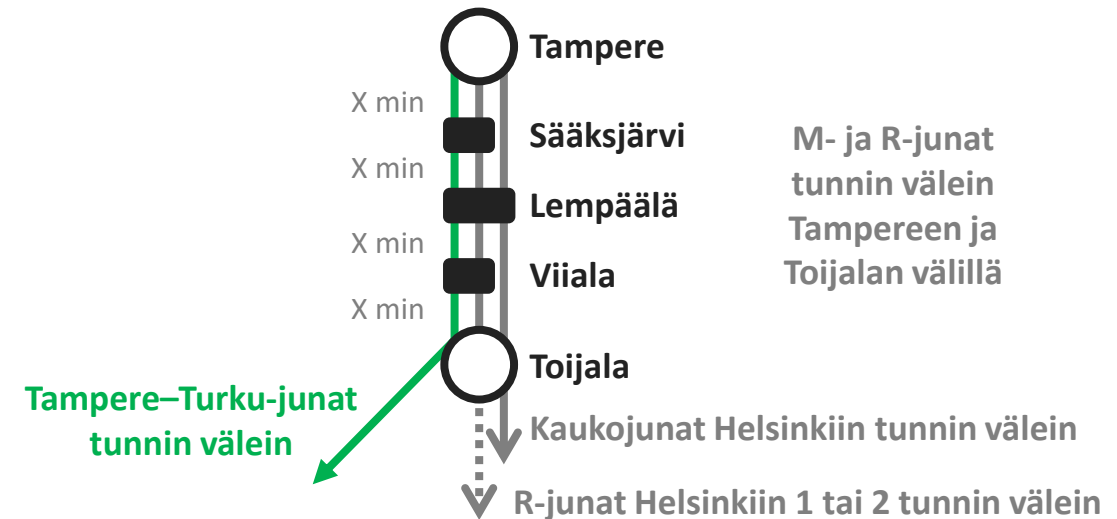 Tampere
X min
Sääksjärvi
M- ja R-junat
tunnin välein
Tampereen ja
Toijalan välillä
X min
Lempäälä
X min
Viiala
X min
Toijala
Tampere–Turku-junat
tunnin välein
Kaukojunat Helsinkiin tunnin välein
R-junat Helsinkiin 1 tai 2 tunnin välein